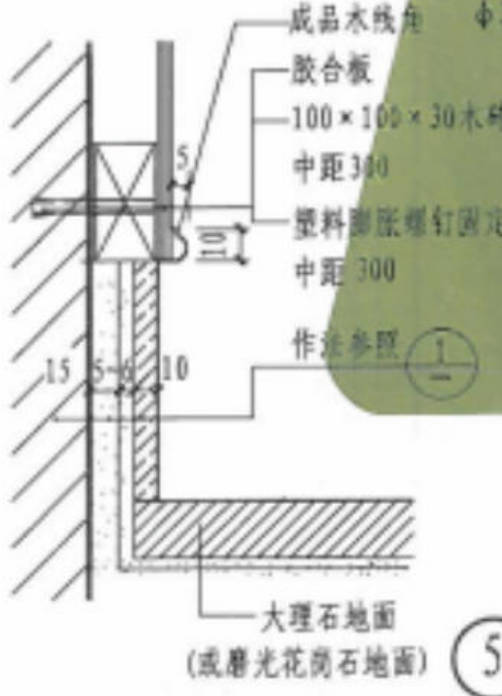 成品木线角 Φ
胶合板
100×100×30木砖
中距300
塑料膨胀螺钉固定
中距 300
作法参照 1 —
5
10
15 5~6 10
大理石地面
(或磨光花岗石地面)
5